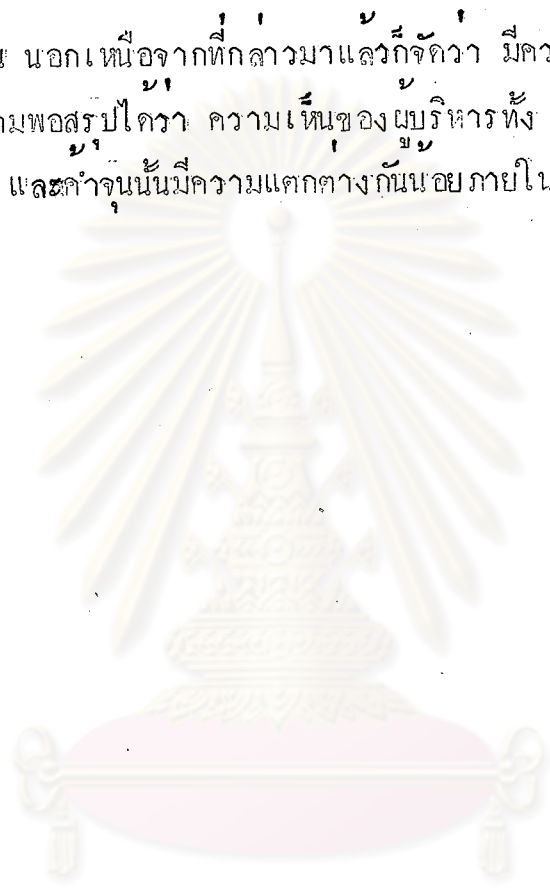 นอกเหนือจากที่กล่าวมาแล้วก็จัดว่า มีคว
ามพอสรุปได้ว่า ความเห็นของผู้บริหารทั้ง
และค้ำจุนนั้นมีความแตกต่างกันน้อย ภายใน